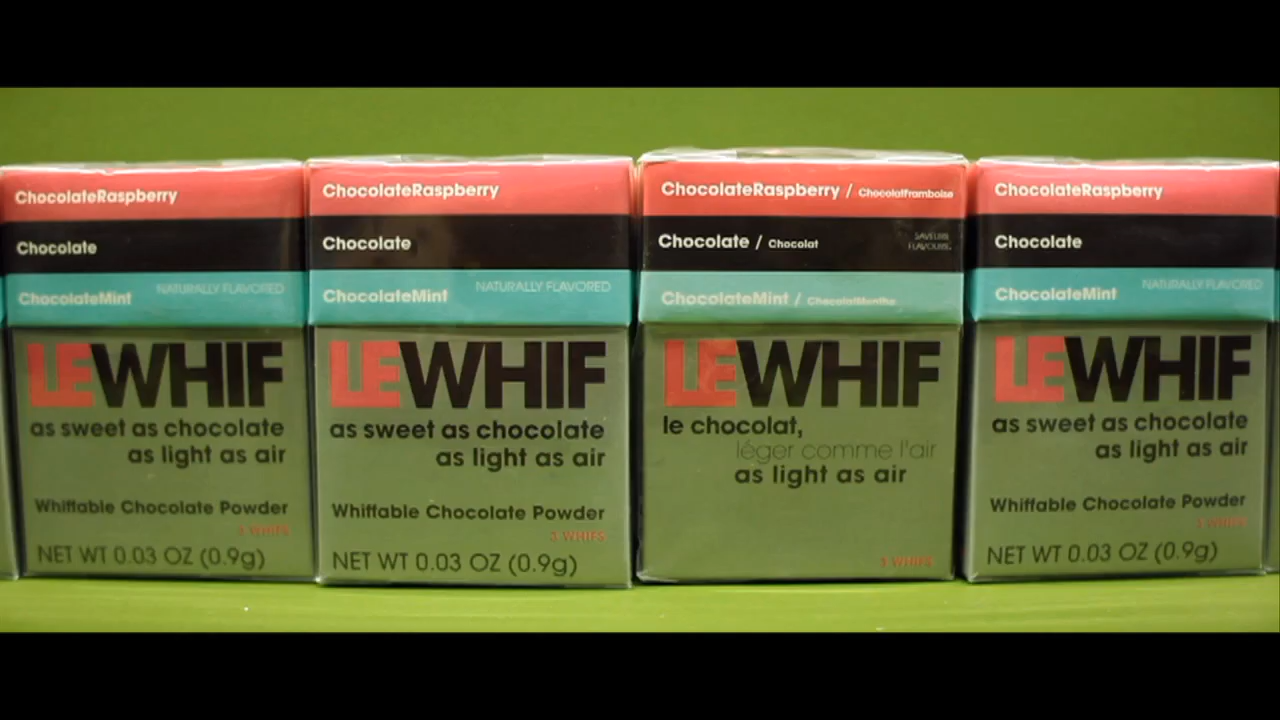 ChocolateRaspberry
Chocolate
ChocolateMint NATURALLY FLAVORED
LEWHIF
as sweet as chocolate
as light as air
Whiffable Chocolate Powder
3 WHIFS
NET WT 0.03 OZ (0.9g)
ChocolateRaspberry
Chocolate
ChocolateMint NATURALLY FLAVORED
LEWHIF
as sweet as chocolate
as light as air
Whiffable Chocolate Powder
3 WHIFS
NET WT 0.03 OZ (0.9g)
ChocolateRaspberry / ChocolatFramboise
Chocolate / Chocolat
SAVEURS
FLAVOURS
ChocolateMint / ChocolatMenthe
LEWHIF
le chocolat,
léger comme l'air
as light as air
3 WHIFS
ChocolateRaspberry
Chocolate
ChocolateMint NATURALLY FLAVORED
LEWHIF
as sweet as chocolate
as light as air
Whiffable Chocolate Powder
3 WHIFS
NET WT 0.03 OZ (0.9g)